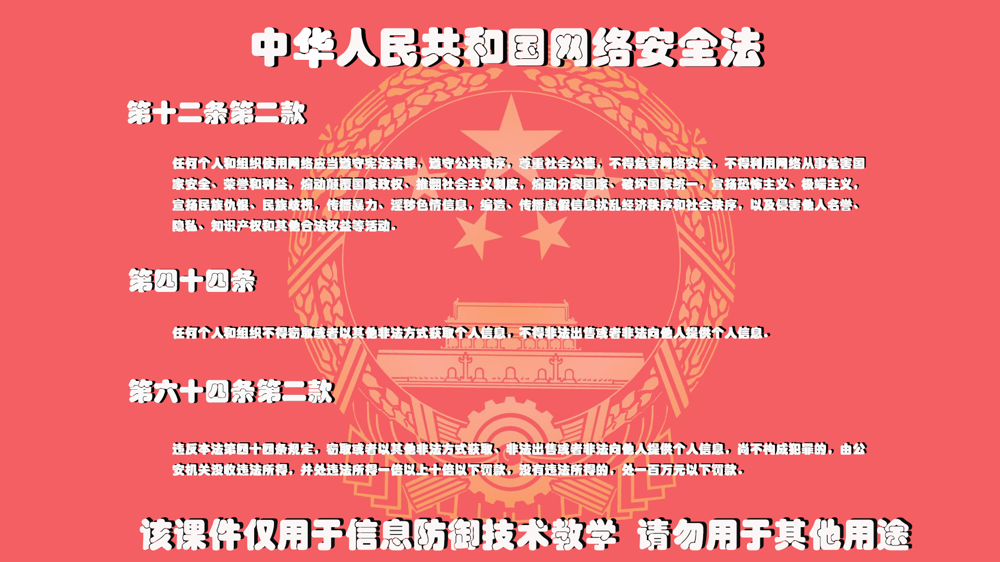 中华人民共和国网络安全法
第十二条第二款
任何个人和组织使用网络应当遵守宪法法律，遵守公共秩序，尊重社会公德，不得危害网络安全，不得利用网络从事危害国
家安全、荣誉和利益，煽动颠覆国家政权、推翻社会主义制度，煽动分裂国家、破坏国家统一，宣扬恐怖主义、极端主义，
宣扬民族仇恨、民族歧视，传播暴力、淫秽色情信息，编造、传播虚假信息扰乱经济秩序和社会秩序，以及侵害他人名誉、
隐私、知识产权和其他合法权益等活动。
第四十四条
任何个人和组织不得窃取或者以其他非法方式获取个人信息，不得非法出售或者非法向他人提供个人信息。
第六十四条第二款
违反本法第四十四条规定，窃取或者以其他非法方式获取、非法出售或者非法向他人提供个人信息，尚不构成犯罪的，由公
安机关没收违法所得，并处违法所得一倍以上十倍以下罚款，没有违法所得的，处一百万元以下罚款。
该课件仅用于信息防御技术教学 请勿用于其他用途